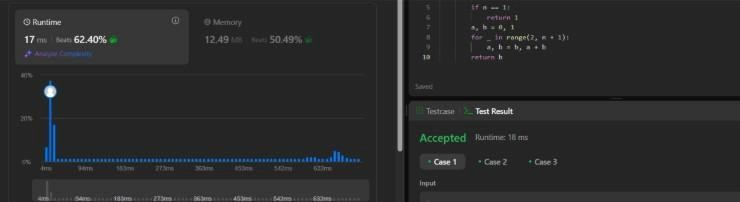 Runtime
17 ms Beats 62.40%
Analyze Complexity
Memory
12.49 MB Beats 50.49%
40%
20%
0%
4ms 94ms 183ms 273ms 363ms 453ms 542ms 632ms
4ms 94ms 183ms 273ms 363ms 453ms 542ms 632ms
5 if n == 1:
6 return 1
7 a, b = 0, 1
8 for _ in range(2, n + 1):
9 a, b = b, a + b
10 return b
Saved
Testcase >_ Test Result
Accepted Runtime: 18 ms
• Case 1 • Case 2 • Case 3
Input